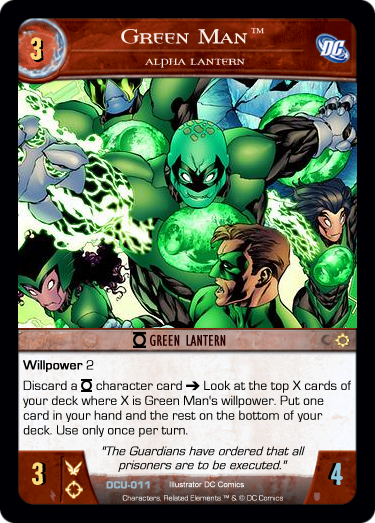 3
GREEN MAN™
DC
ALPHA LANTERN
GREEN LANTERN
Willpower 2
Discard a character card ➔ Look at the top X cards of
your deck where X is Green Man's willpower. Put one
card in your hand and the rest on the bottom of your
deck. Use only once per turn.
"The Guardians have ordered that all
prisoners are to be executed."
3
4
DCU-011 Illustrator DC Comics
Characters, Related Elements ™ & © DC Comics